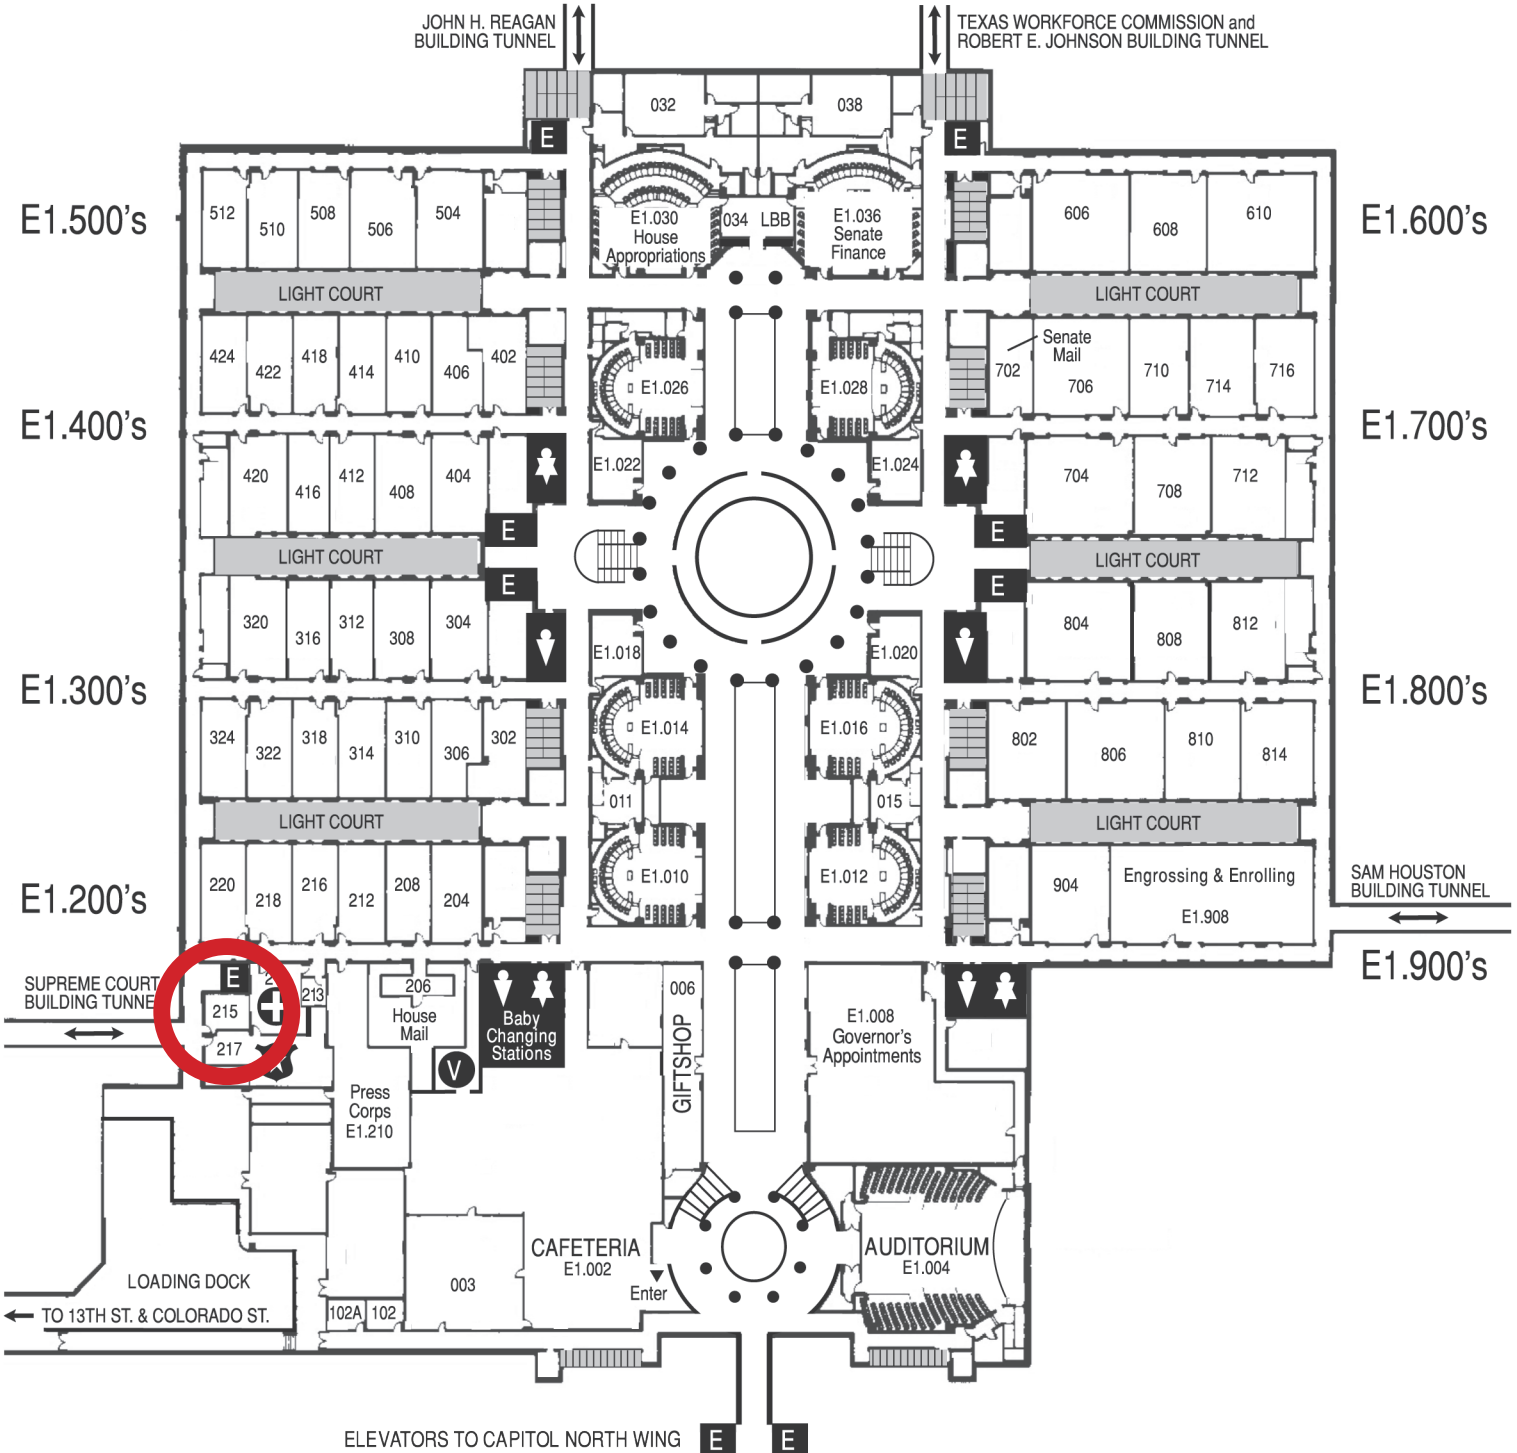 JOHN H. REAGAN
BUILDING TUNNEL
TEXAS WORKFORCE COMMISSION and
ROBERT E. JOHNSON BUILDING TUNNEL
032
038
E
E
E1.500's
512
510
508
506
504
E1.030
House
Appropriations
034
LBB
E1.036
Senate
Finance
606
608
610
E1.600's
LIGHT COURT
LIGHT COURT
424
422
418
414
410
406
402
E1.026
E1.028
702
Senate
Mail
706
710
714
716
E1.400's
E1.700's
420
416
412
408
404
E1.022
E1.024
704
708
712
E
E
LIGHT COURT
LIGHT COURT
E
E
320
316
312
308
304
E1.018
E1.020
804
808
812
E1.300's
E1.800's
324
322
318
314
310
306
302
E1.014
E1.016
802
806
810
814
011
015
LIGHT COURT
LIGHT COURT
220
218
216
212
208
204
E1.010
E1.012
904
Engrossing & Enrolling
E1.908
SAM HOUSTON
BUILDING TUNNEL
E1.200's
E1.900's
SUPREME COURT
BUILDING
E
213
215
217
206
House
Mail
V
Baby
Changing
Stations
006
GIFTSHOP
E1.008
Governor's
Appointments
Press
Corps
E1.210
LOADING DOCK
TO 13TH ST. & COLORADO ST.
102A
102
003
CAFETERIA
E1.002
Enter
AUDITORIUM
E1.004
ELEVATORS TO CAPITOL NORTH WING
E
E